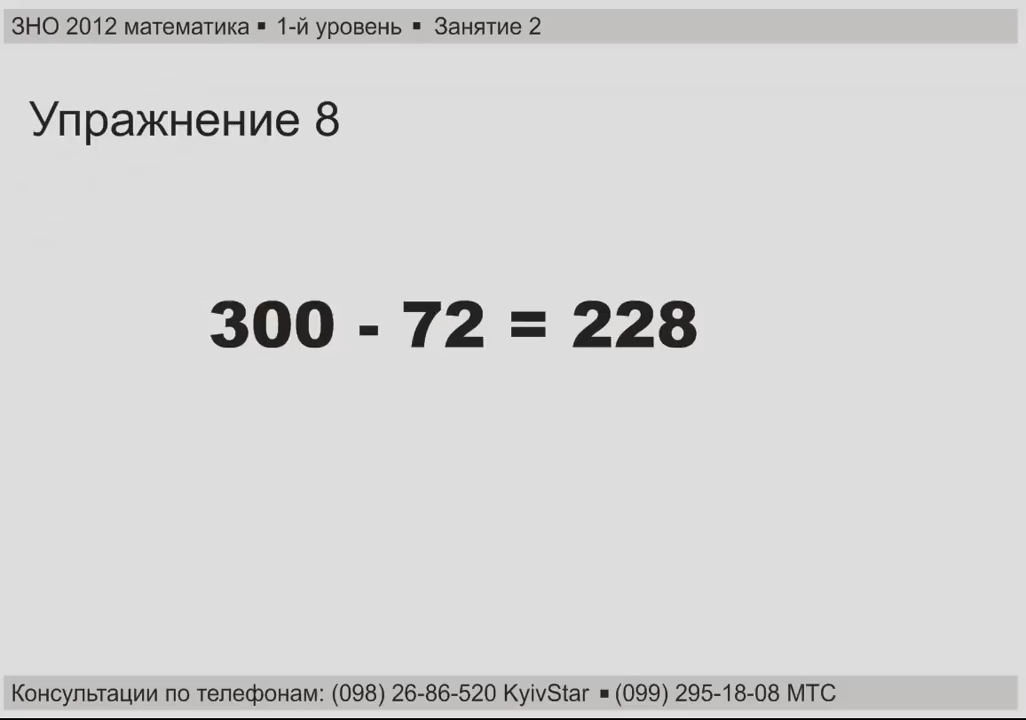 ЗНО 2012 математика ▪ 1-й уровень ▪ Занятие 2
Упражнение 8
300 - 72 = 228
Консультации по телефонам: (098) 26-86-520 KyivStar ▪ (099) 295-18-08 МТС